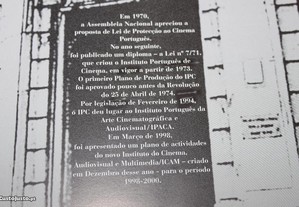 Em 1970,
a Assembleia Nacional apreciou a
proposta de Lei de Protecção ao Cinema
Português.
No ano seguinte,
foi publicado um diploma – a Lei nº 7/71,
que criou o Instituto Português de
Cinema, em vigor a partir de 1973.
O primeiro Plano de Produção do IPC
foi aprovado pouco antes da Revolução
do 25 de Abril de 1974.
Por legislação de Fevereiro de 1994,
o IPC deu lugar ao Instituto Português da
Arte Cinematográfica e
Audiovisual/IPACA.
Em Março de 1998,
foi apresentado um plano de actividades
do novo Instituto do Cinema,
Audiovisual e Multimedia/ICAM – criado
em Dezembro desse ano – para o período
1998-2000.
CustoJusto.pt